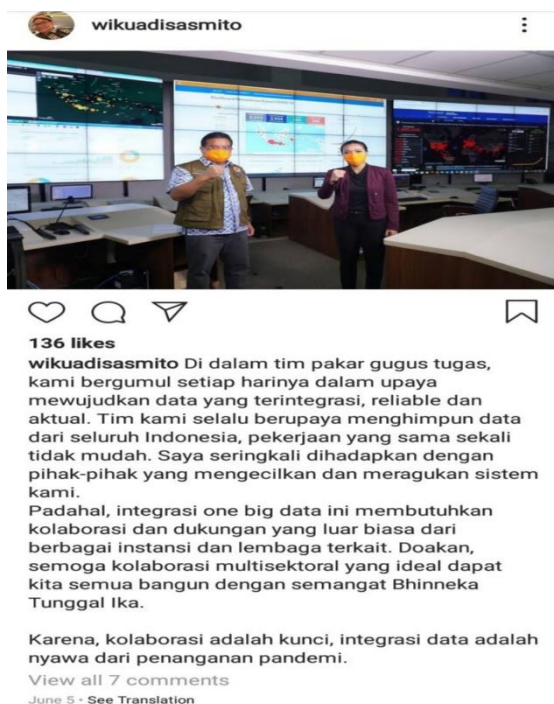 wikuadisasmito
136 likes
wikuadisasmito Di dalam tim pakar gugus tugas,
kami bergumul setiap harinya dalam upaya
mewujudkan data yang terintegrasi, reliable dan
aktual. Tim kami selalu berupaya menghimpun data
dari seluruh Indonesia, pekerjaan yang sama sekali
tidak mudah. Saya seringkali dihadapkan dengan
pihak-pihak yang mengecilkan dan meragukan sistem
kami.
Padahal, integrasi one big data ini membutuhkan
kolaborasi dan dukungan yang luar biasa dari
berbagai instansi dan lembaga terkait. Doakan,
semoga kolaborasi multisektoral yang ideal dapat
kita semua bangun dengan semangat Bhinneka
Tunggal Ika.
Karena, kolaborasi adalah kunci, integrasi data adalah
nyawa dari penanganan pandemi.
View all 7 comments
June 5 • See Translation